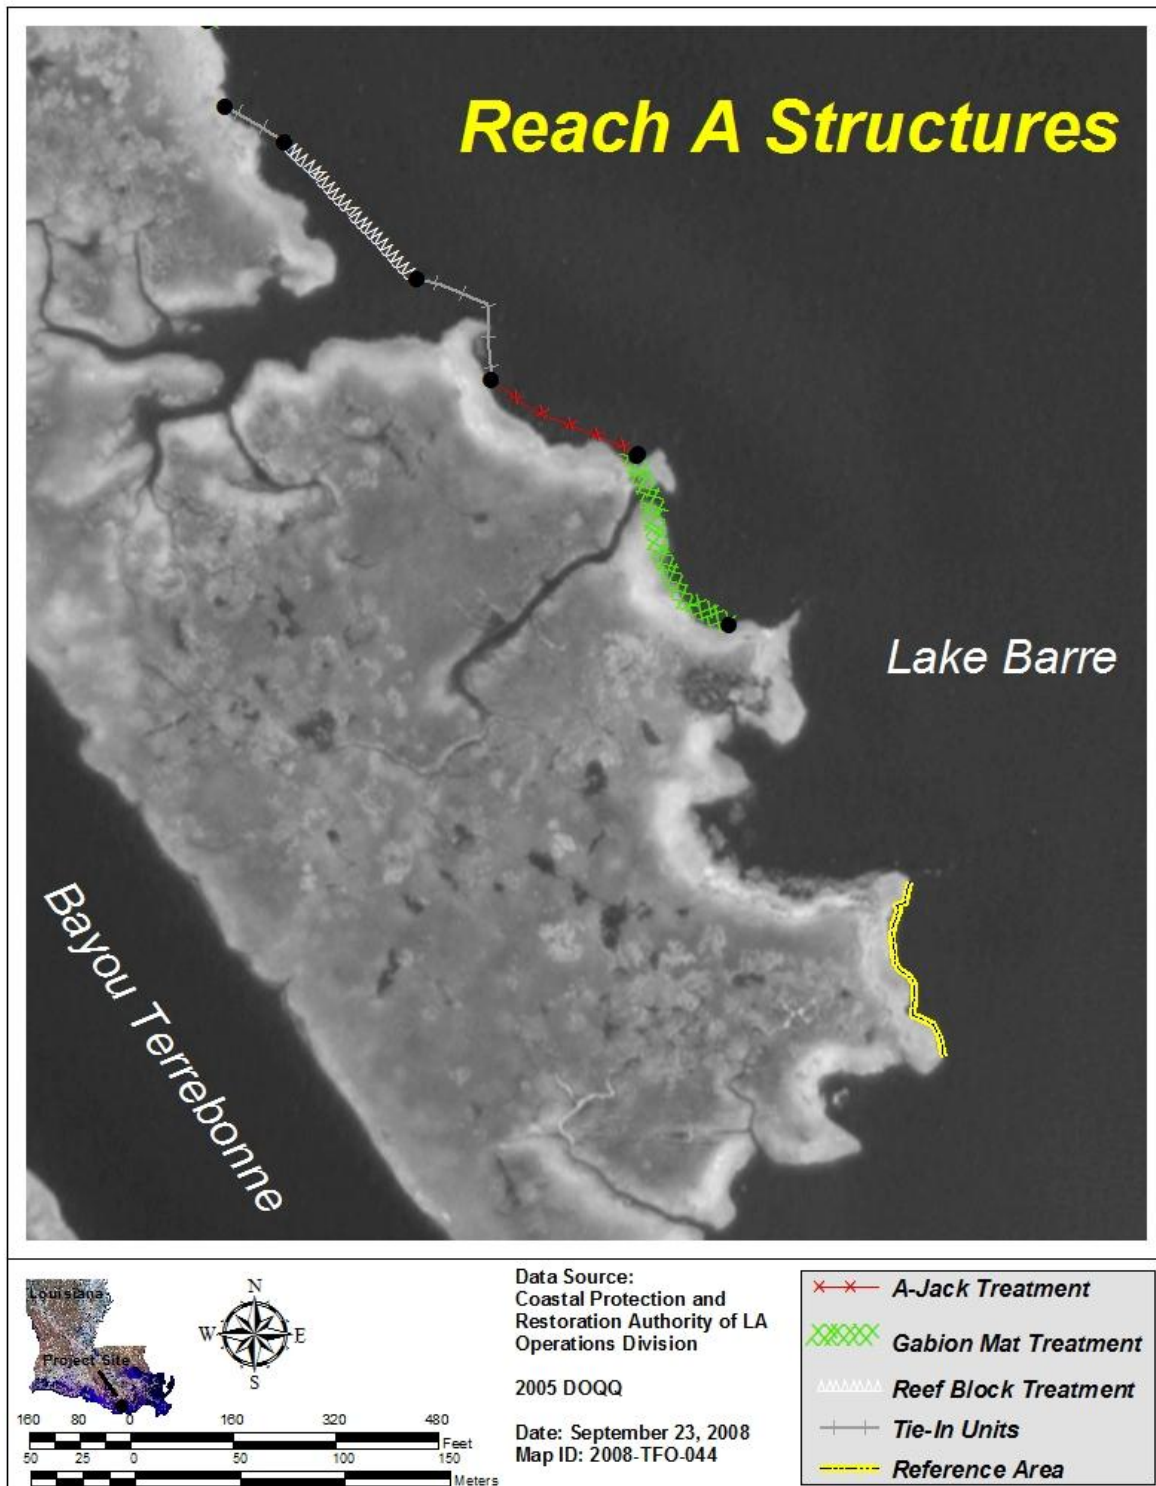 Reach A Structures
Lake Barre
Bayou Terrebonne
Louisiana
Project Site
N
W E
S
160 80 0 160 320 480
Feet
50 25 0 50 100 150
Meters
Data Source:
Coastal Protection and
Restoration Authority of LA
Operations Division
2005 DOQQ
Date: September 23, 2008
Map ID: 2008-TFO-044
A-Jack Treatment
Gabion Mat Treatment
Reef Block Treatment
Tie-In Units
Reference Area